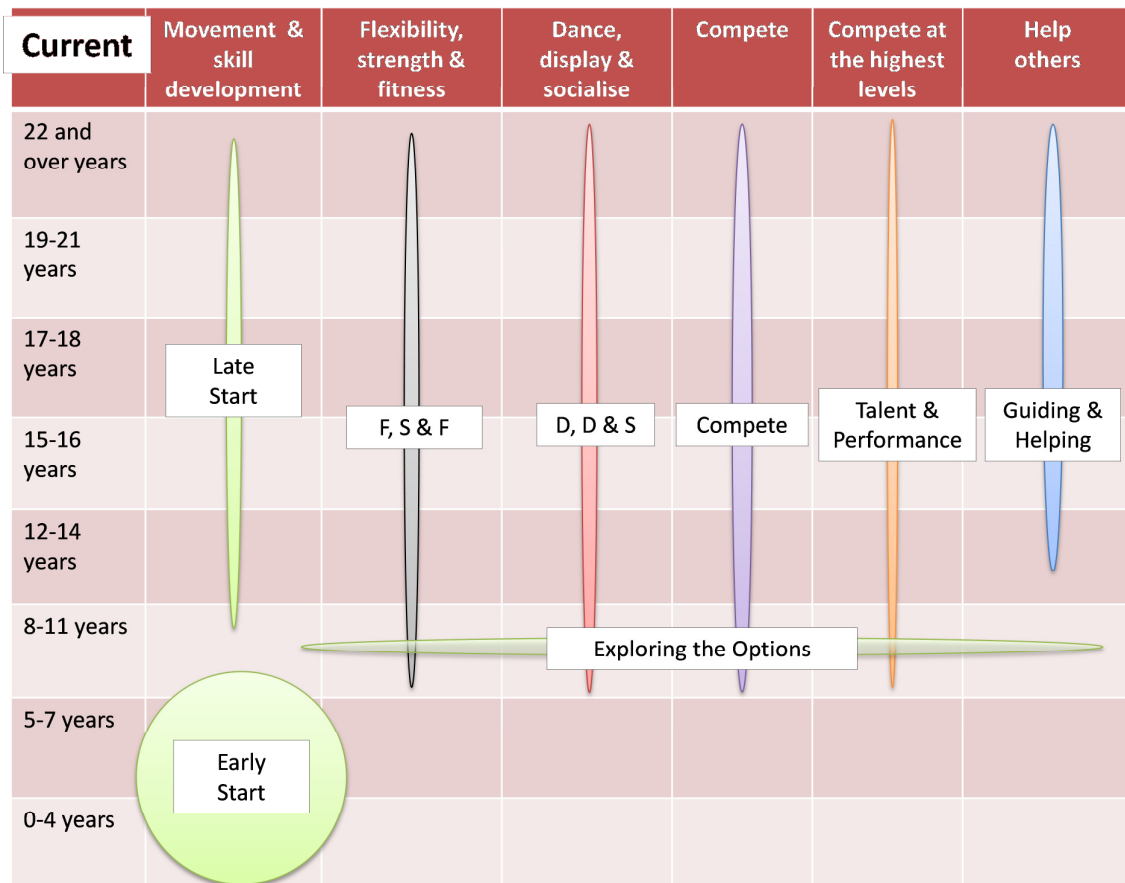 Current
Movement &
skill
development
Flexibility,
strength &
fitness
Dance,
display &
socialise
Compete
Compete at
the highest
levels
Help
others
22 and
over years
19-21
years
17-18
years
Late
Start
15-16
years
F, S & F
D, D & S
Compete
Talent &
Performance
Guiding &
Helping
12-14
years
8-11 years
Exploring the Options
5-7 years
Early
Start
0-4 years